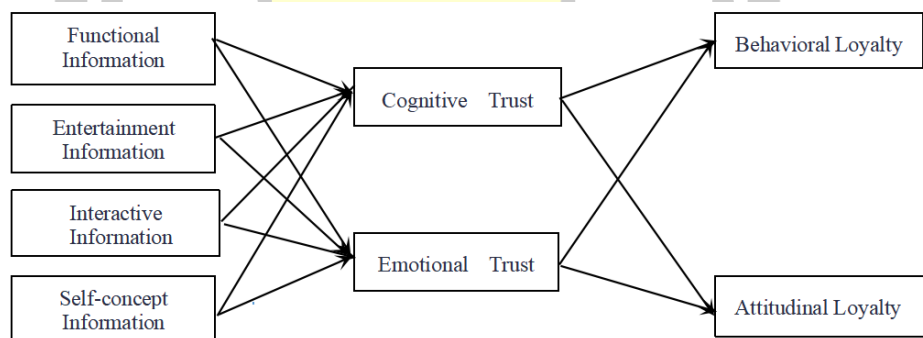 Functional
Information
Entertainment
Information
Interactive
Information
Self-concept
Information
Cognitive Trust
Emotional Trust
Behavioral Loyalty
Attitudinal Loyalty